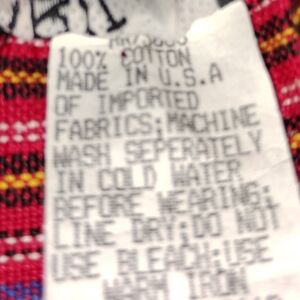 100% COTTON
MADE IN U.S.A
OF IMPORTED
FABRICS;MACHINE
WASH SEPERATELY
IN COLD WATER
BEFORE WEARING;
LINE DRY;DO NOT
USE BLEACH;USE
WARM IRON